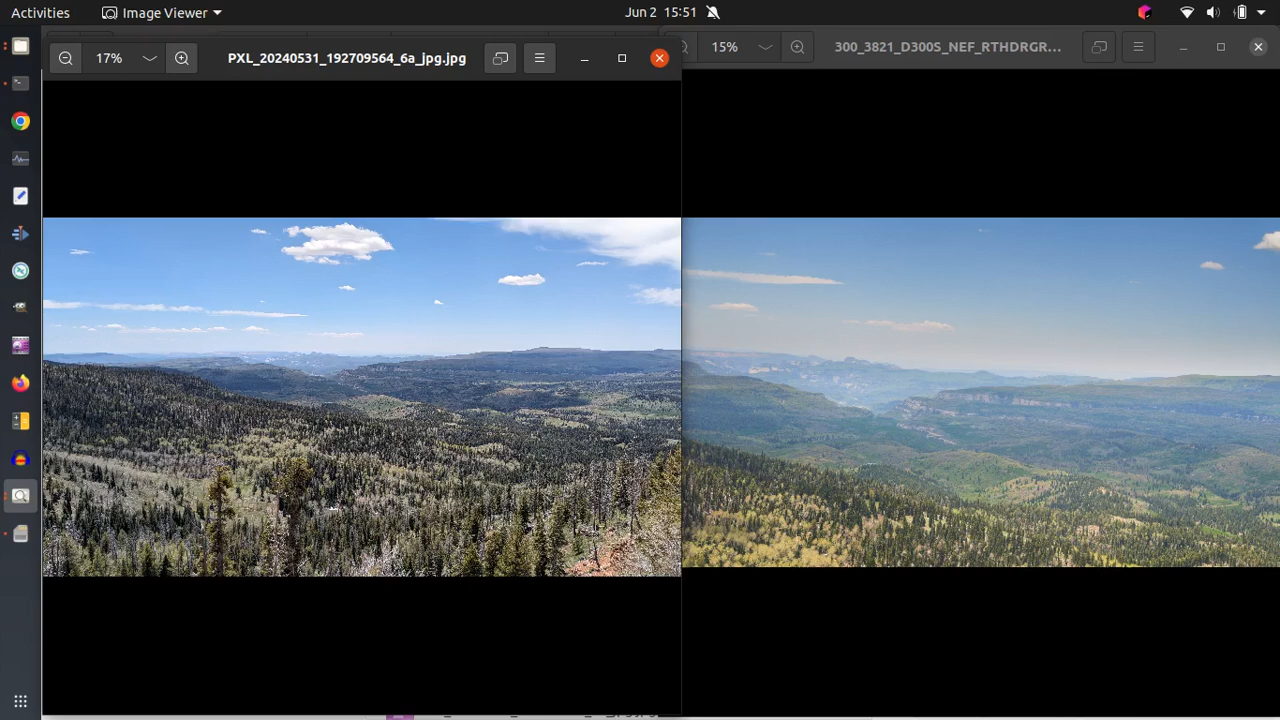 Activities
Image Viewer
Jun 2 15:51
17%
PXL_20240531_192709564_6a_jpg.jpg
15%
300_3821_D300S_NEF_RTHDRGR...